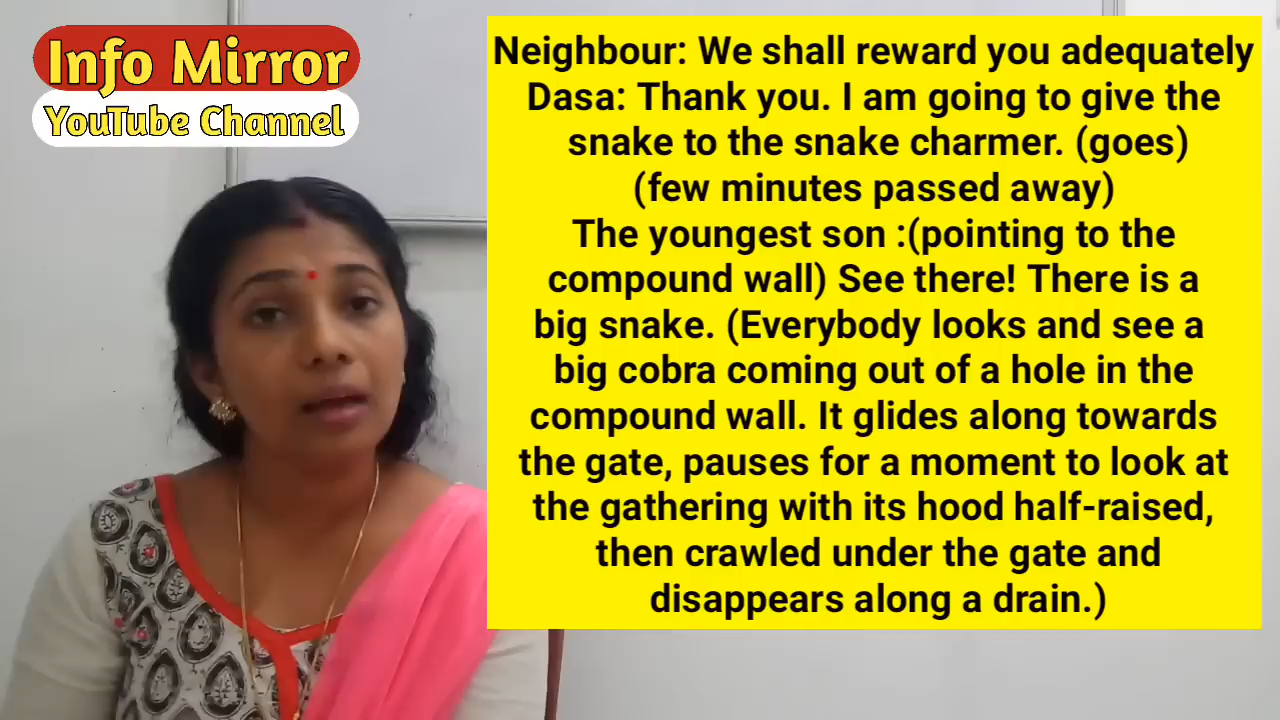 Info Mirror
YouTube Channel
Neighbour: We shall reward you adequately
Dasa: Thank you. I am going to give the
snake to the snake charmer. (goes)
(few minutes passed away)
The youngest son :(pointing to the
compound wall) See there! There is a
big snake. (Everybody looks and see a
big cobra coming out of a hole in the
compound wall. It glides along towards
the gate, pauses for a moment to look at
the gathering with its hood half-raised,
then crawled under the gate and
disappears along a drain.)